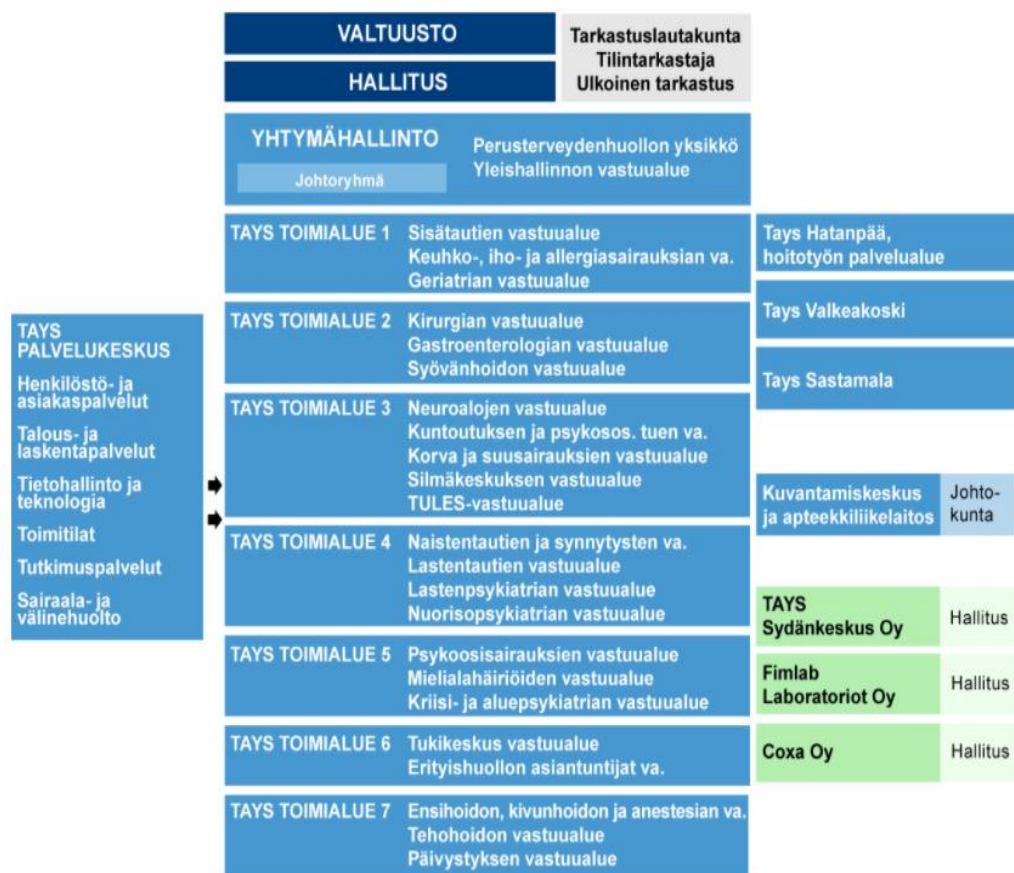 VALTUUSTO
HALLITUS
Tarkastuslautakunta
Tilintarkastaja
Ulkoinen tarkastus
YHTYMÄHALLINTO
Johtoryhmä
Perusterveydenhuollon yksikkö
Yleishallinnon vastuualue
TAYS
PALVELUKESKUS
Henkilöstö- ja
asiakaspalvelut
Talous- ja
laskentapalvelut
Tietohallinto ja
teknologia
Toimitilat
Tutkimuspalvelut
Sairaala- ja
välinehuolto
TAYS TOIMIALUE 1
Sisätautien vastuualue
Keuhko-, iho- ja allergiasairauksian va.
Geriatrian vastuualue
TAYS TOIMIALUE 2
Kirurgian vastuualue
Gastroenterologian vastuualue
Syövänhoidon vastuualue
TAYS TOIMIALUE 3
Neuroalojen vastuualue
Kuntoutuksen ja psykosos. tuen va.
Korva ja suusairauksien vastuualue
Silmäkeskuksen vastuualue
TULES-vastuualue
TAYS TOIMIALUE 4
Naistentautien ja synnytysten va.
Lastentautien vastuualue
Lastenpsykiatrian vastuualue
Nuorisopsykiatrian vastuualue
TAYS TOIMIALUE 5
Psykoosisairauksien vastuualue
Mielialahäiriöiden vastuualue
Kriisi- ja aluepsykiatrian vastuualue
TAYS TOIMIALUE 6
Tukikeskus vastuualue
Erityishuollon asiantuntijat va.
TAYS TOIMIALUE 7
Ensihoidon, kivunhoidon ja anestesian va.
Tehohoidon vastuualue
Päivystyksen vastuualue
Tays Hatanpää,
hoitotyön palvelualue
Tays Valkeakoski
Tays Sastamala
Kuvantamiskeskus
ja apteekkiliikelaitos
Johto-
kunta
TAYS
Sydänkeskus Oy
Hallitus
Fimlab
Laboratoriot Oy
Hallitus
Coxa Oy
Hallitus